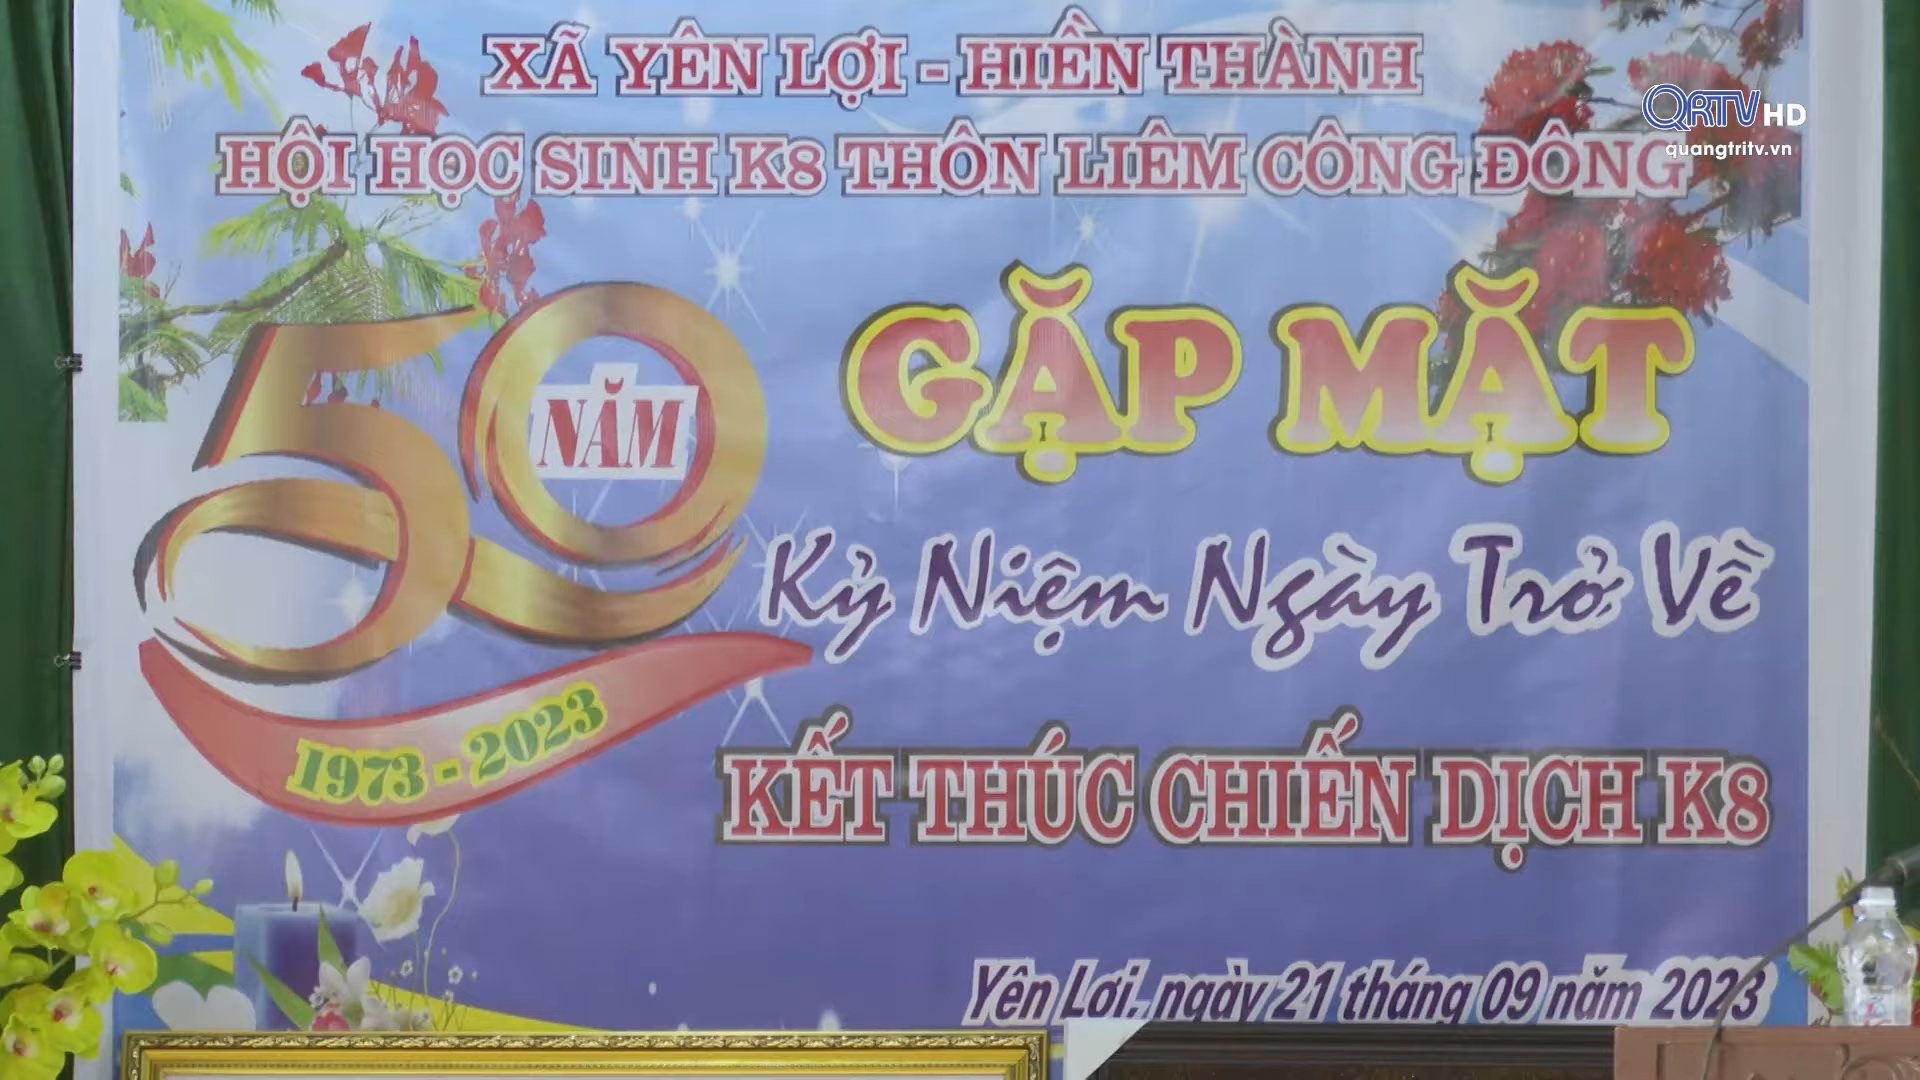 XÃ YÊN LỢI - HIỀN THÀNH
QRTV HD
quangtritv.vn
HỘI HỌC SINH K8 THÔN LIÊM CÔNG ĐÔNG
50
NĂM
GẶP MẶT
Kỷ Niệm Ngày Trở Về
1973 - 2023
KẾT THÚC CHIẾN DỊCH K8
Yên Lợi, ngày 21 tháng 09 năm 2023